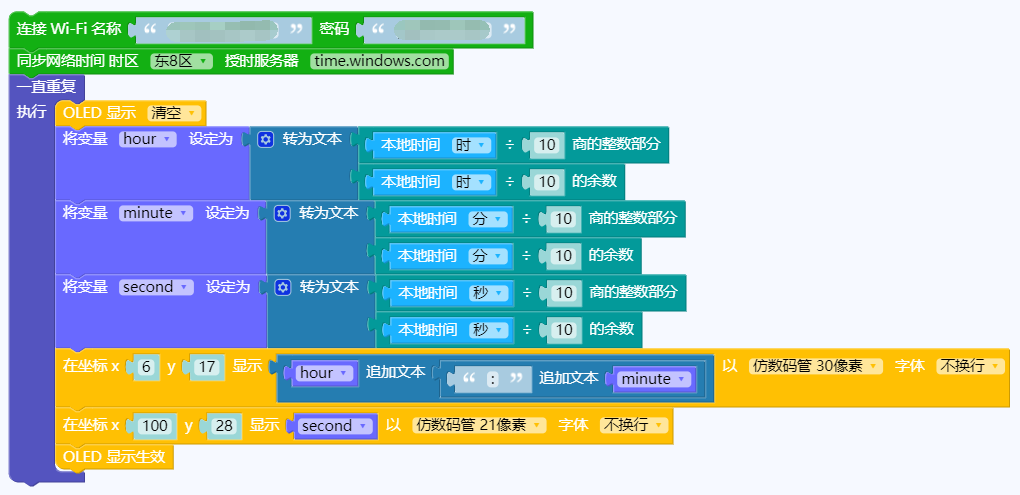 连接 Wi-Fi 名称 “ ” 密码 “ ”
同步网络时间 时区 东8区 授时服务器 time.windows.com
一直重复
执行 OLED 显示 清空
将变量 hour 设定为 转为文本 本地时间 时 ÷ 10 商的整数部分
本地时间 时 ÷ 10 的余数
将变量 minute 设定为 转为文本 本地时间 分 ÷ 10 商的整数部分
本地时间 分 ÷ 10 的余数
将变量 second 设定为 转为文本 本地时间 秒 ÷ 10 商的整数部分
本地时间 秒 ÷ 10 的余数
在坐标 x 6 y 17 显示 hour 追加文本 “ : ” 追加文本 minute 以 仿数码管 30像素 字体 不换行
在坐标 x 100 y 28 显示 second 以 仿数码管 21像素 字体 不换行
OLED 显示生效